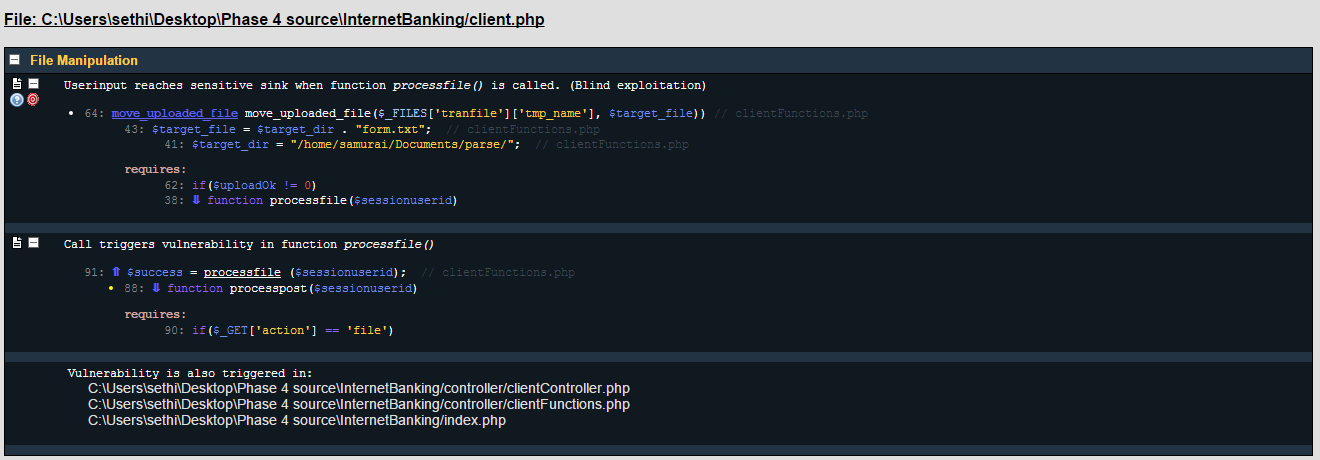 File: C:\Users\sethi\Desktop\Phase 4 source\InternetBanking/client.php
File Manipulation
Userinput reaches sensitive sink when function processfile() is called. (Blind exploitation)
64: move_uploaded_file move_uploaded_file($_FILES['tranfile']['tmp_name'], $target_file)) // clientFunctions.php
43: $target_file = $target_dir . "form.txt"; // clientFunctions.php
41: $target_dir = "/home/samurai/Documents/parse/"; // clientFunctions.php
requires:
62: if($uploadOk != 0)
38: ⇓ function processfile($sessionuserid)
Call triggers vulnerability in function processfile()
91: ⇑ $success = processfile ($sessionuserid); // clientFunctions.php
88: ⇓ function processpost($sessionuserid)
requires:
90: if($_GET['action'] == 'file')
Vulnerability is also triggered in:
C:\Users\sethi\Desktop\Phase 4 source\InternetBanking/controller/clientController.php
C:\Users\sethi\Desktop\Phase 4 source\InternetBanking/controller/clientFunctions.php
C:\Users\sethi\Desktop\Phase 4 source\InternetBanking/index.php